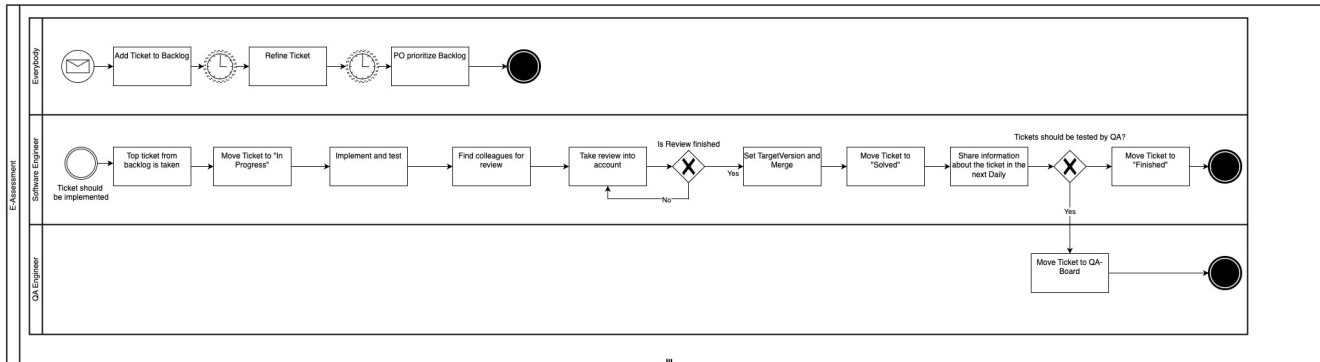 E-Assessment
Everybody
Add Ticket to Backlog
Refine Ticket
PO prioritize Backlog
Software Engineer
Ticket should
be implemented
Top ticket from
backlog is taken
Move Ticket to "In
Progress"
Implement and test
Find colleagues for
review
Take review into
account
Is Review finished
No
Yes
Set TargetVersion and
Merge
Move Ticket to
"Solved"
Share information
about the ticket in the
next Daily
Tickets should be tested by QA?
Yes
Move Ticket to
"Finished"
QA Engineer
Move Ticket to QA-
Board